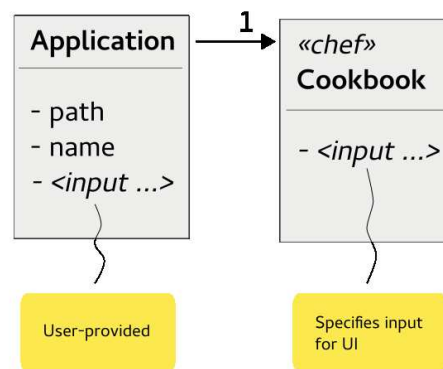 Application
- path
- name
- <input ...>
1
«chef»
Cookbook
- <input ...>
User-provided
Specifies input
for UI